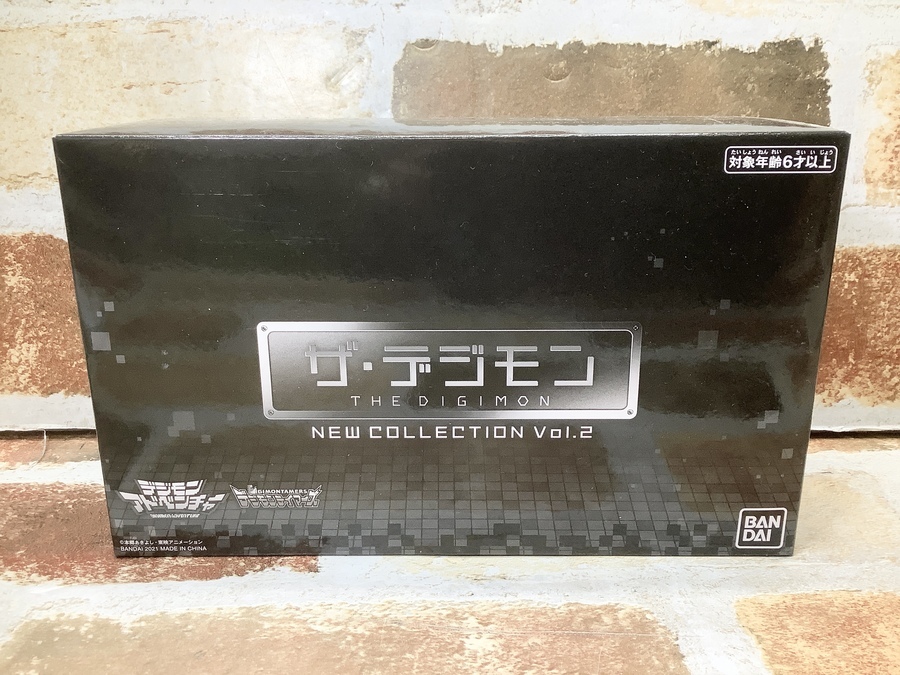 たいしょうねんれい さいいじょう
対象年齢6才以上
ザ・デジモン
THE DIGIMON
NEW COLLECTION Vol.2
デジモン
アドベンチャー
DIGIMONTAMERS
デジモンテイマーズ
©本郷あきよし・東映アニメーション
BANDAI 2021 MADE IN CHINA
BAN
DAI